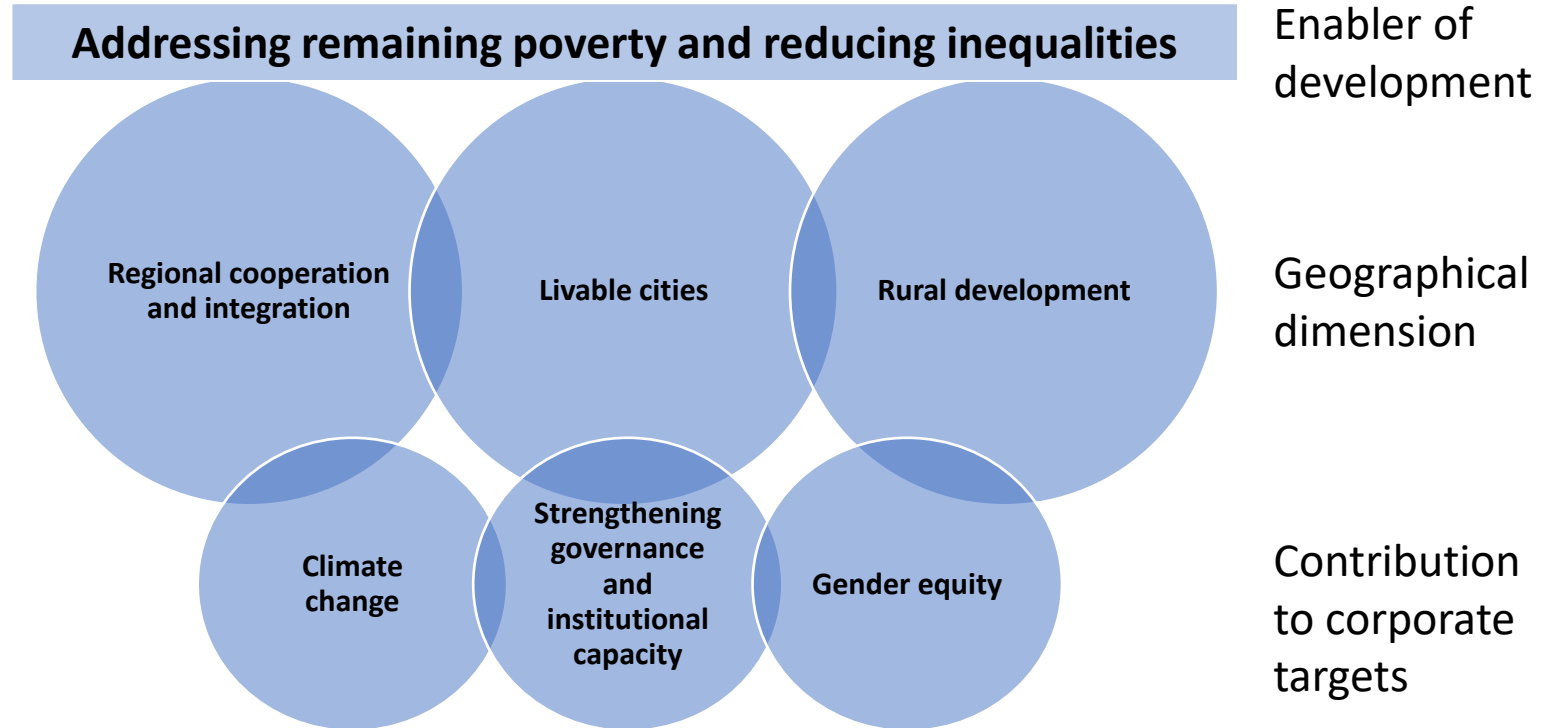 Addressing remaining poverty and reducing inequalities
Enabler of
development
Regional cooperation
and integration
Livable cities
Rural development
Geographical
dimension
Climate
change
Strengthening
governance
and
institutional
capacity
Gender equity
Contribution
to corporate
targets